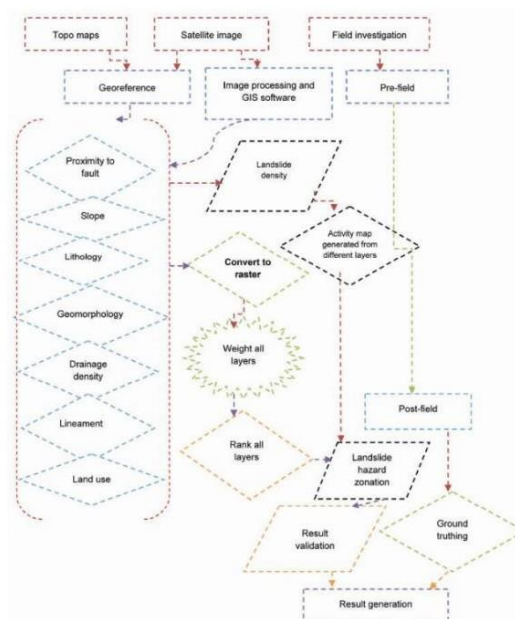 Topo maps
Satellite image
Field investigation
Georeference
Image processing and
GIS software
Pre-field
Proximity to
fault
Landslide
density
Slope
Activity map
generated from
different layers
Lithology
Convert to
raster
Geomorphology
Weight all
layers
Drainage
density
Post-field
Lineament
Rank all
layers
Landslide
hazard
zonation
Land use
Result
validation
Ground
truthing
Result generation